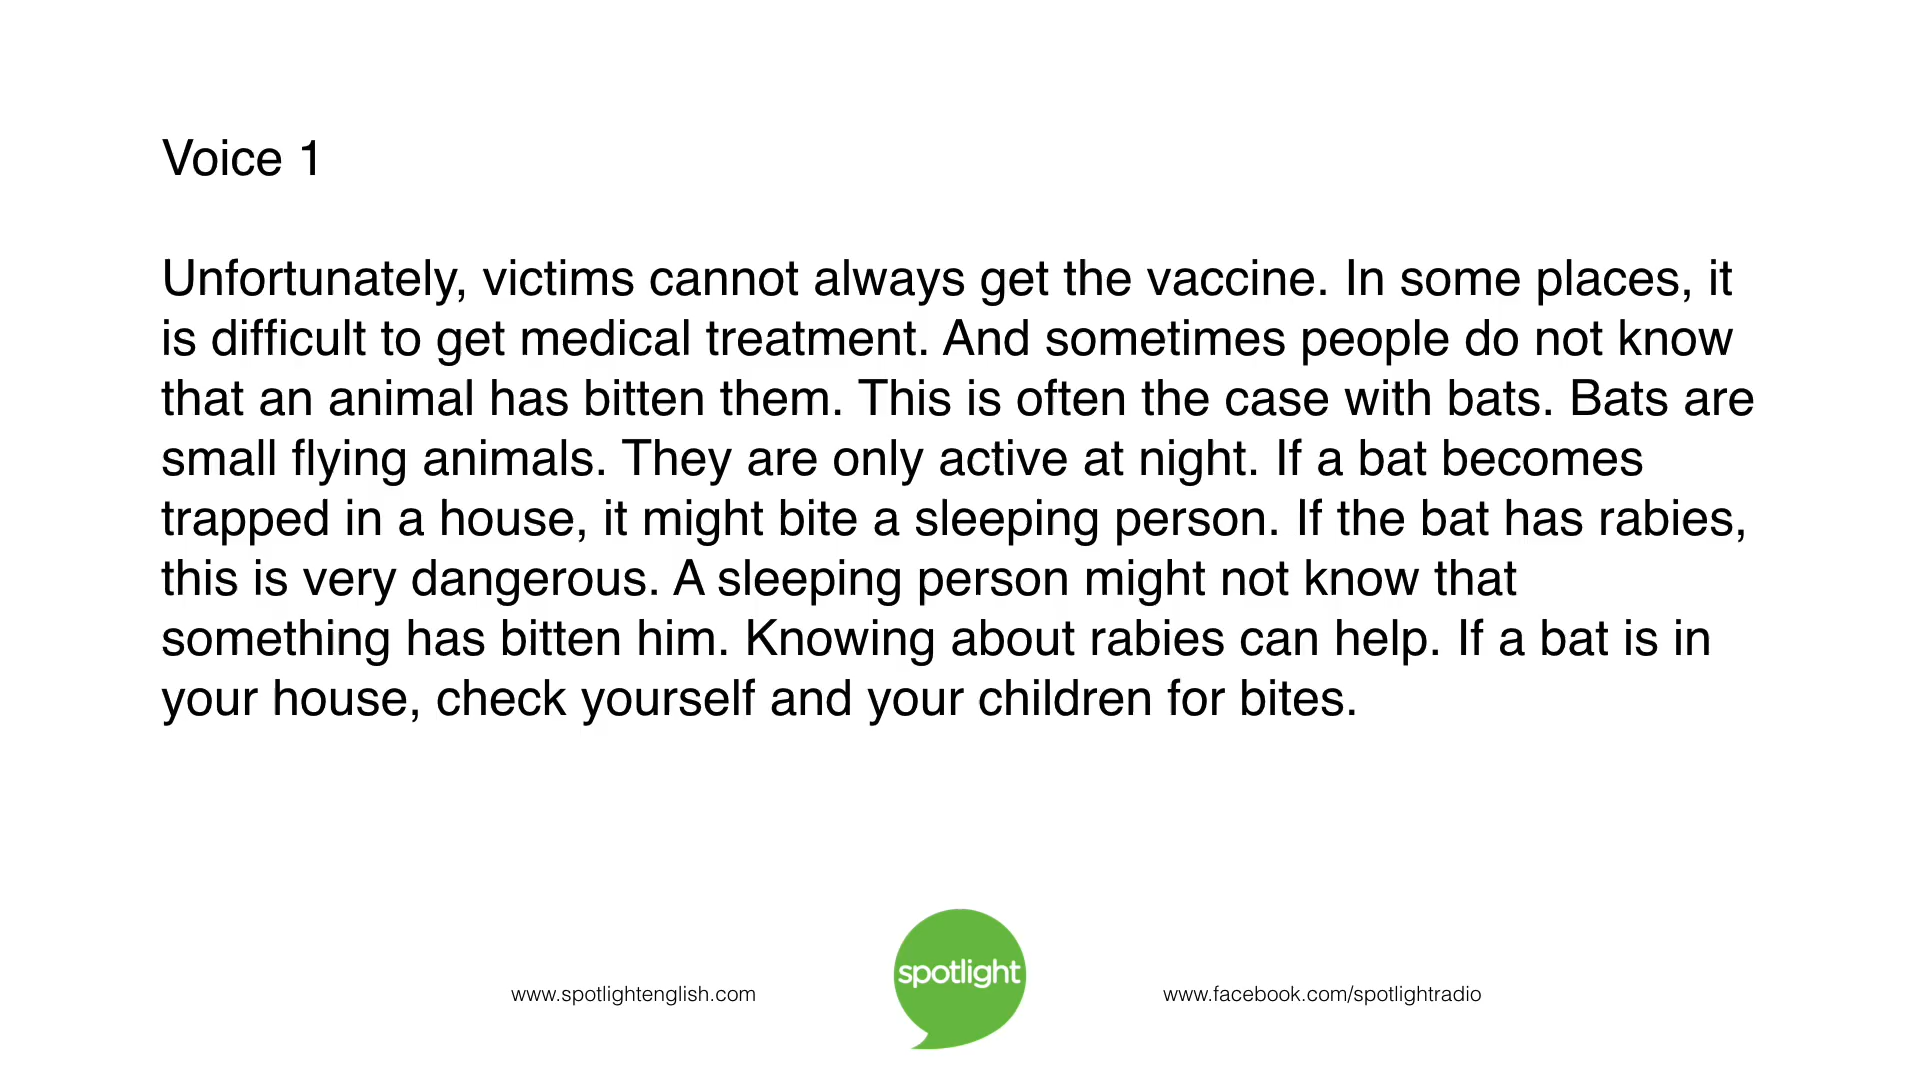 Voice 1
Unfortunately, victims cannot always get the vaccine. In some places, it
is difficult to get medical treatment. And sometimes people do not know
that an animal has bitten them. This is often the case with bats. Bats are
small flying animals. They are only active at night. If a bat becomes
trapped in a house, it might bite a sleeping person. If the bat has rabies,
this is very dangerous. A sleeping person might not know that
something has bitten him. Knowing about rabies can help. If a bat is in
your house, check yourself and your children for bites.
spotlight
www.spotlightenglish.com
www.facebook.com/spotlightradio